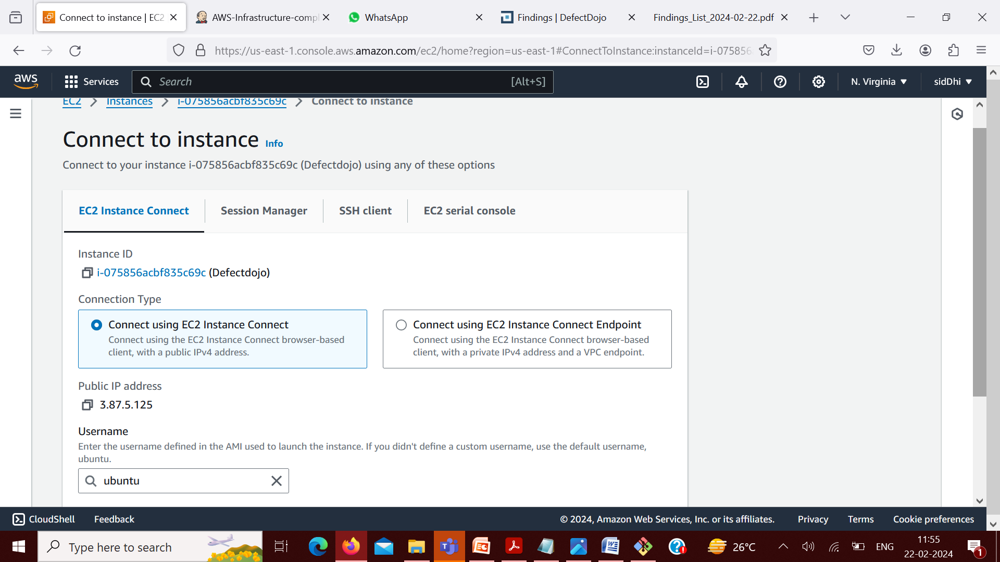 Connect to instance | EC2
AWS-Infrastructure-compl
WhatsApp
Findings | DefectDojo
Findings_List_2024-02-22.pdf
https://us-east-1.console.aws.amazon.com/ec2/home?region=us-east-1#ConnectToInstance:instanceId=i-075856
aws
Services
Search
[Alt+S]
N. Virginia
sidDhi
EC2
Instances
i-075856acbf835c69c
Connect to instance
Connect to instance Info
Connect to your instance i-075856acbf835c69c (Defectdojo) using any of these options
EC2 Instance Connect
Session Manager
SSH client
EC2 serial console
Instance ID
i-075856acbf835c69c (Defectdojo)
Connection Type
Connect using EC2 Instance Connect
Connect using the EC2 Instance Connect browser-based
client, with a public IPv4 address.
Connect using EC2 Instance Connect Endpoint
Connect using the EC2 Instance Connect browser-based
client, with a private IPv4 address and a VPC endpoint.
Public IP address
3.87.5.125
Username
Enter the username defined in the AMI used to launch the instance. If you didn't define a custom username, use the default username,
ubuntu.
ubuntu
CloudShell
Feedback
© 2024, Amazon Web Services, Inc. or its affiliates.
Privacy
Terms
Cookie preferences
Type here to search
26°C
ENG
11:55
22-02-2024
1